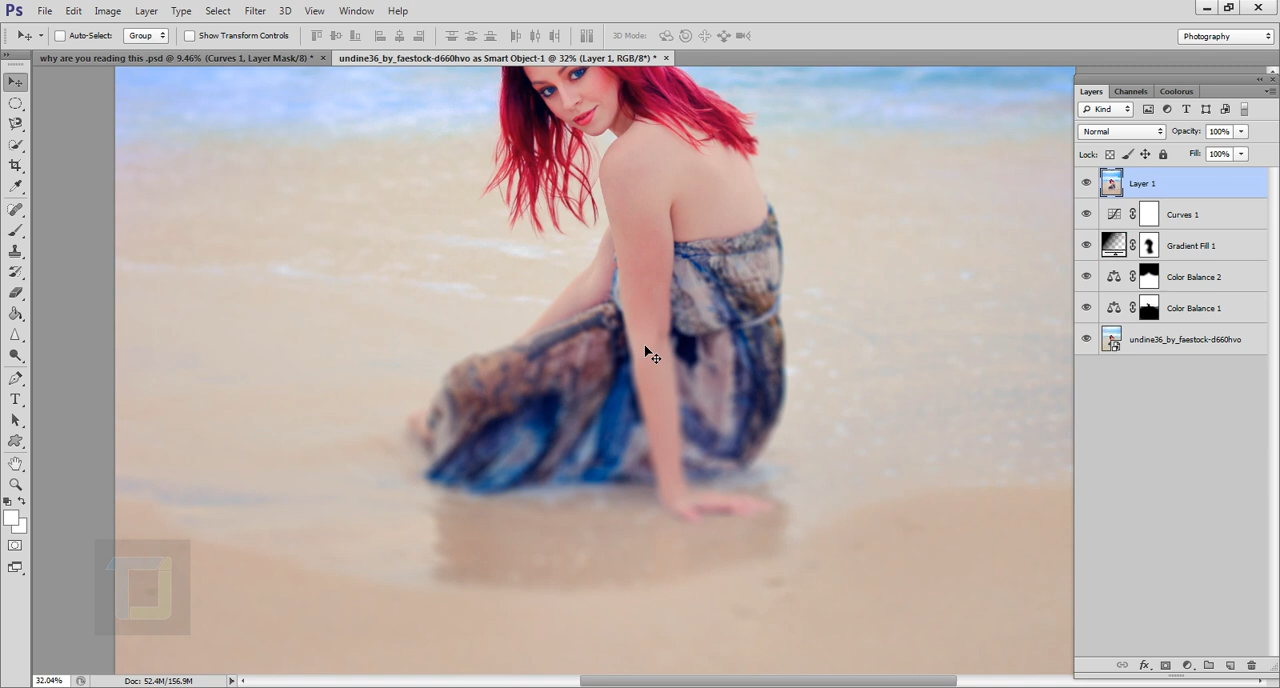 Ps File Edit Image Layer Type Select Filter 3D View Window Help
Auto-Select: Group Show Transform Controls 3D Mode: Photography
why are you reading this .psd @ 9.46% (Curves 1, Layer Mask/8) * × undine36_by_faestock-d660hvo as Smart Object-1 @ 32% (Layer 1, RGB/8*) * ×
Layers Channels Coolorus
Kind
Normal Opacity: 100%
Lock: Fill: 100%
Layer 1
Curves 1
Gradient Fill 1
Color Balance 2
Color Balance 1
undine36_by_faestock-d660hvo
32.04% Doc: 52.4M/156.9M